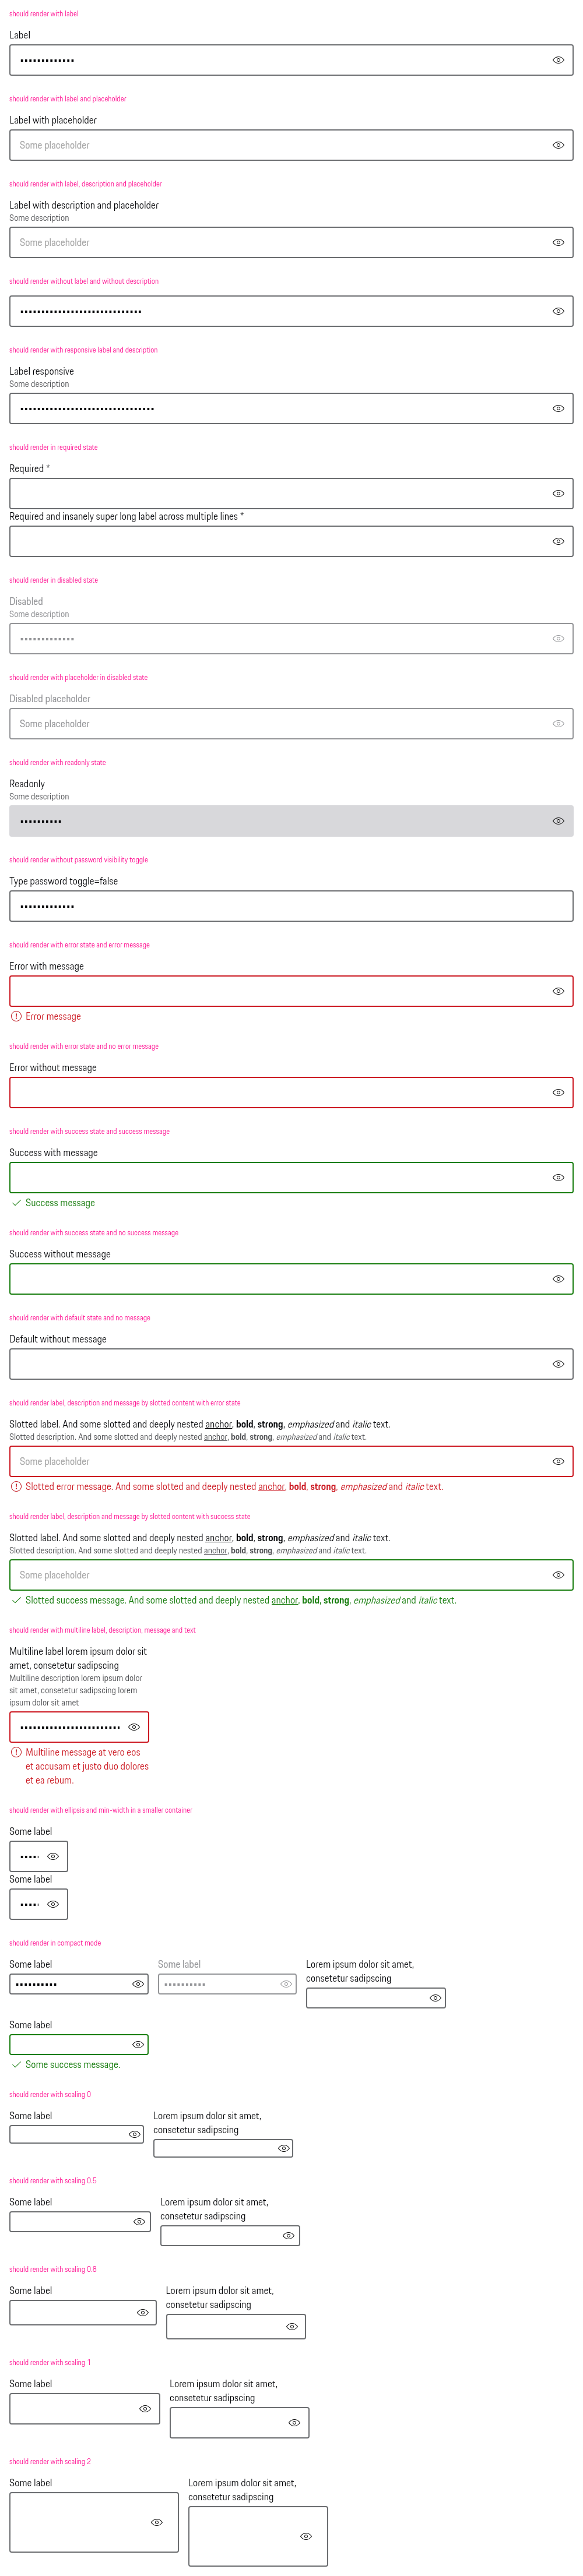 should render with label
Label
•••••••••••••
should render with label and placeholder
Label with placeholder
Some placeholder
should render with label, description and placeholder
Label with description and placeholder
Some description
Some placeholder
should render without label and without description
should render with responsive label and description
Label responsive
Some description
should render in required state
Required *
Required and insanely super long label across multiple lines *
should render in disabled state
Disabled
Some description
•••••••••••••
should render with placeholder in disabled state
Disabled placeholder
Some placeholder
should render with readonly state
Readonly
Some description
••••••••••
should render without password visibility toggle
Type password toggle=false
•••••••••••••
should render with error state and error message
Error with message
Error message
should render with error state and no error message
Error without message
should render with success state and success message
Success with message
Success message
should render with success state and no success message
Success without message
should render with default state and no message
Default without message
should render label, description and message by slotted content with error state
Slotted label. And some slotted and deeply nested anchor, bold, strong, emphasized and italic text.
Slotted description. And some slotted and deeply nested anchor, bold, strong, emphasized and italic text.
Some placeholder
Slotted error message. And some slotted and deeply nested anchor, bold, strong, emphasized and italic text.
should render label, description and message by slotted content with success state
Slotted label. And some slotted and deeply nested anchor, bold, strong, emphasized and italic text.
Slotted description. And some slotted and deeply nested anchor, bold, strong, emphasized and italic text.
Some placeholder
Slotted success message. And some slotted and deeply nested anchor, bold, strong, emphasized and italic text.
should render with multiline label, description, message and text
Multiline label lorem ipsum dolor sit
amet, consetetur sadipscing
Multiline description lorem ipsum dolor
sit amet, consetetur sadipscing lorem
ipsum dolor sit amet
Multiline message at vero eos
et accusam et justo duo dolores
et ea rebum.
should render with ellipsis and min-width in a smaller container
Some label
Some label
should render in compact mode
Some label
••••••••••
Some label
••••••••••
Lorem ipsum dolor sit amet,
consetetur sadipscing
Some label
Some success message.
should render with scaling 0
Some label
Lorem ipsum dolor sit amet,
consetetur sadipscing
should render with scaling 0.5
Some label
Lorem ipsum dolor sit amet,
consetetur sadipscing
should render with scaling 0.8
Some label
Lorem ipsum dolor sit amet,
consetetur sadipscing
should render with scaling 1
Some label
Lorem ipsum dolor sit amet,
consetetur sadipscing
should render with scaling 2
Some label
Lorem ipsum dolor sit amet,
consetetur sadipscing